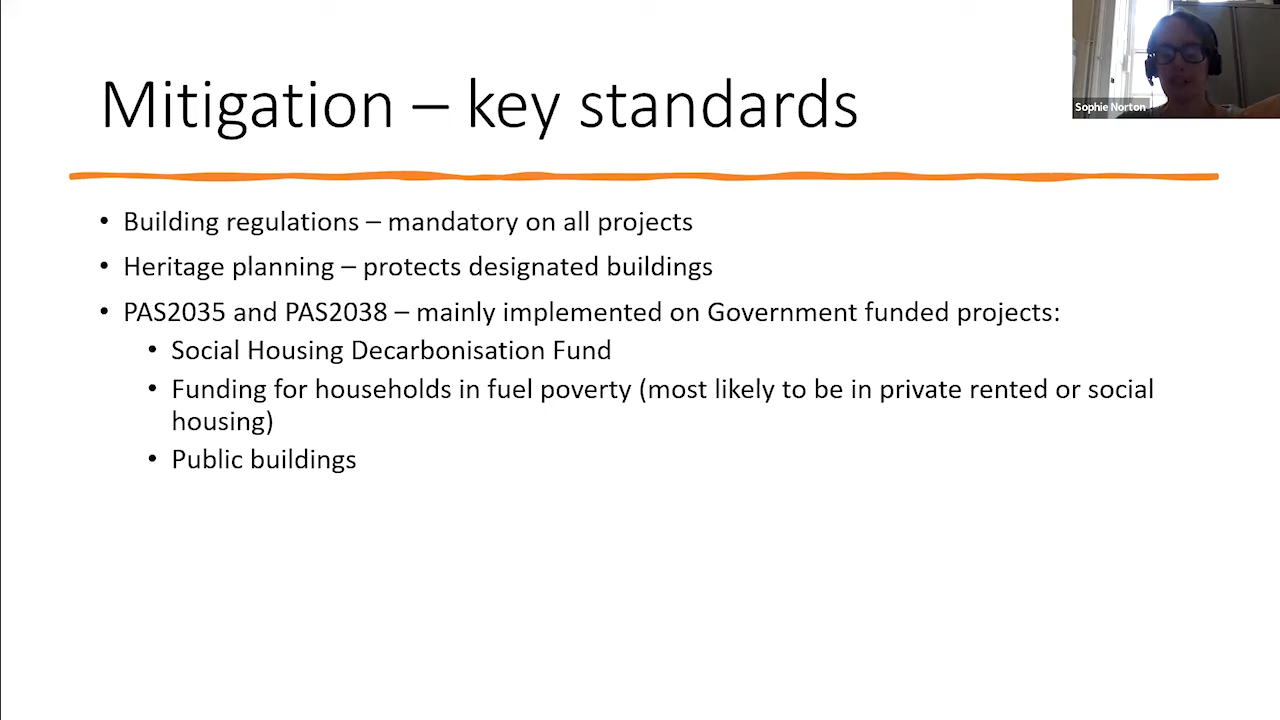 Mitigation – key standards
Sophie Norton
• Building regulations – mandatory on all projects
• Heritage planning – protects designated buildings
• PAS2035 and PAS2038 – mainly implemented on Government funded projects:
• Social Housing Decarbonisation Fund
• Funding for households in fuel poverty (most likely to be in private rented or social
housing)
• Public buildings